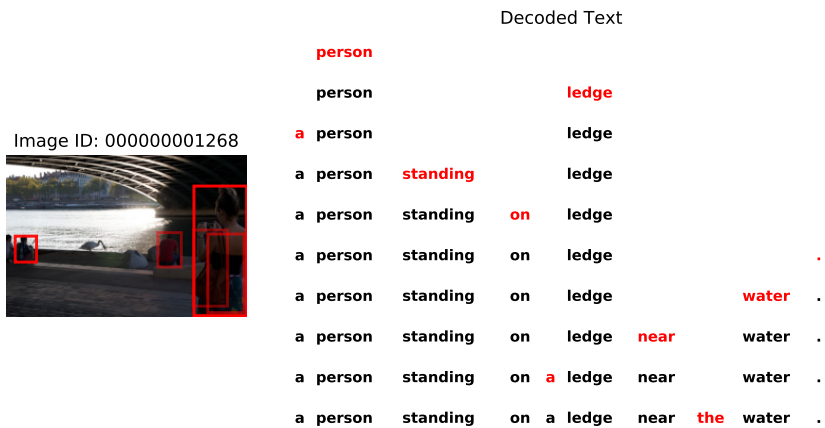 Decoded Text
person
person ledge
Image ID: 000000001268
a person ledge
a person standing ledge
a person standing on ledge
a person standing on ledge .
a person standing on ledge water .
a person standing on ledge near water .
a person standing on a ledge near water .
a person standing on a ledge near the water .